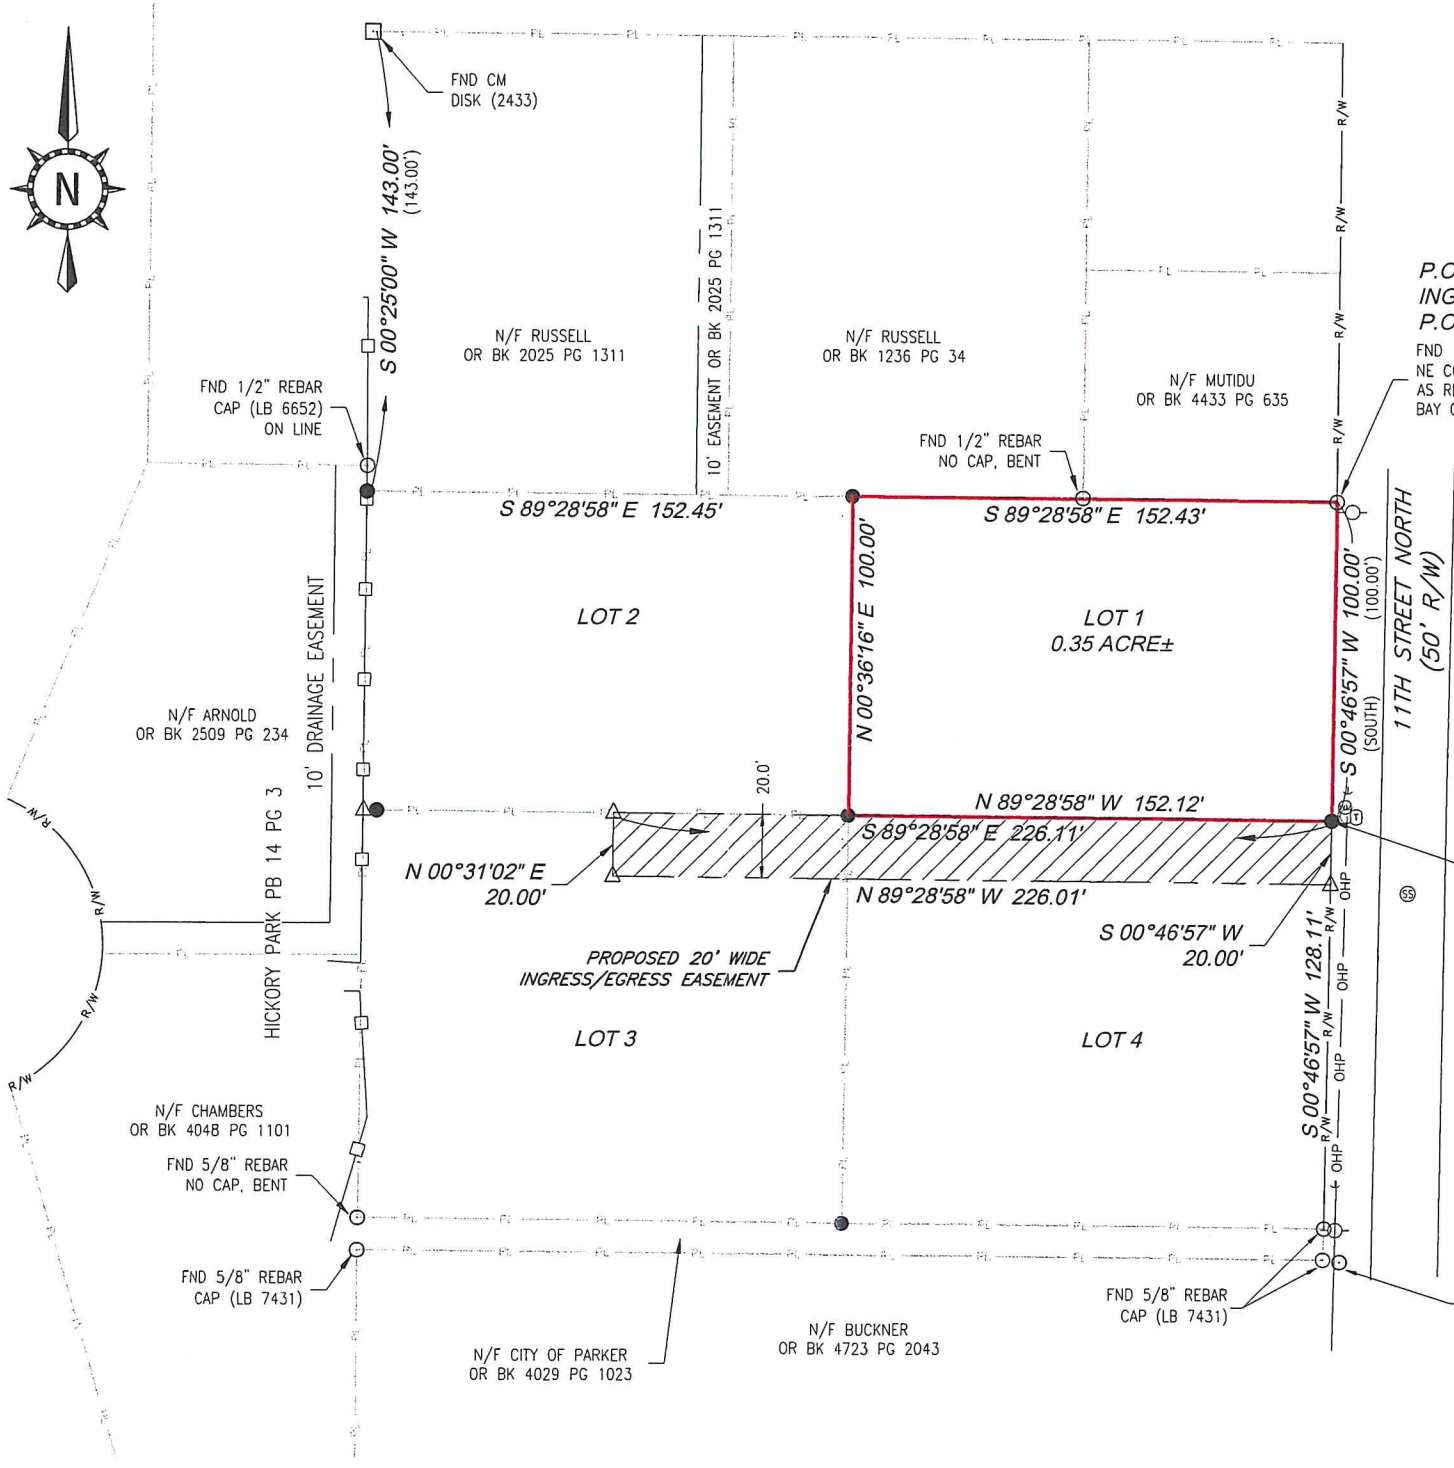 N
FND CM
DISK (2433)
S 00°25'00" W 143.00'
(143.00')
10' EASEMENT OR BK 2025 PG 1311
N/F RUSSELL
OR BK 2025 PG 1311
N/F RUSSELL
OR BK 1236 PG 34
N/F MUTIDU
OR BK 4433 PG 635
FND 1/2" REBAR
CAP (LB 6652)
ON LINE
FND 1/2" REBAR
NO CAP, BENT
P.O
ING
P.O
FND
NE CO
AS RE
BAY C
R/W
R/W
R/W
R/W
S 89°28'58" E 152.45'
S 89°28'58" E 152.43'
N 00°36'16" E 100.00'
LOT 2
LOT 1
0.35 ACRE±
S 00°46'57" W 100.00'
(100.00')
(SOUTH)
11TH STREET NORTH
(50' R/W)
10' DRAINAGE EASEMENT
N/F ARNOLD
OR BK 2509 PG 234
HICKORY PARK PB 14 PG 3
20.0'
N 89°28'58" W 152.12'
S 89°28'58" E 226.11'
E
T
N 00°31'02" E
20.00'
N 89°28'58" W 226.01'
S 00°46'57" W
20.00'
SS
PROPOSED 20' WIDE
INGRESS/EGRESS EASEMENT
R/W
R/W
R/W
R/W
LOT 3
LOT 4
S 00°46'57" W 128.11'
R/W
R/W
R/W
OHP
OHP
OHP
OHP
N/F CHAMBERS
OR BK 4048 PG 1101
FND 5/8" REBAR
NO CAP, BENT
FND 5/8" REBAR
CAP (LB 7431)
FND 5/8" REBAR
CAP (LB 7431)
N/F CITY OF PARKER
OR BK 4029 PG 1023
N/F BUCKNER
OR BK 4723 PG 2043